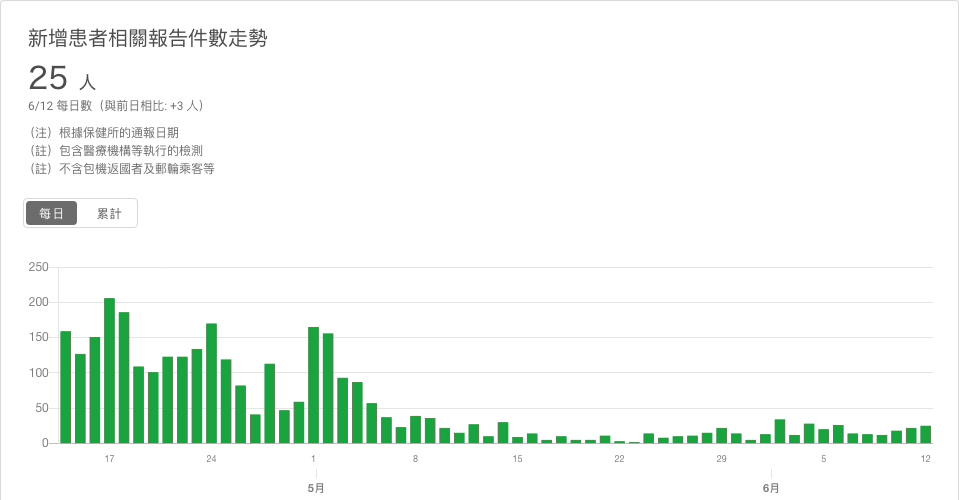 新增患者相關報告件數走勢
25 人
6/12 每日數（與前日相比: +3 人）
（注）根據保健所的通報日期
（註）包含醫療機構等執行的檢測
（註）不含包機返國者及郵輪乘客等
每日 累計
250
200
150
100
50
0
17 24 1 8 15 22 29 5 12
5月 6月